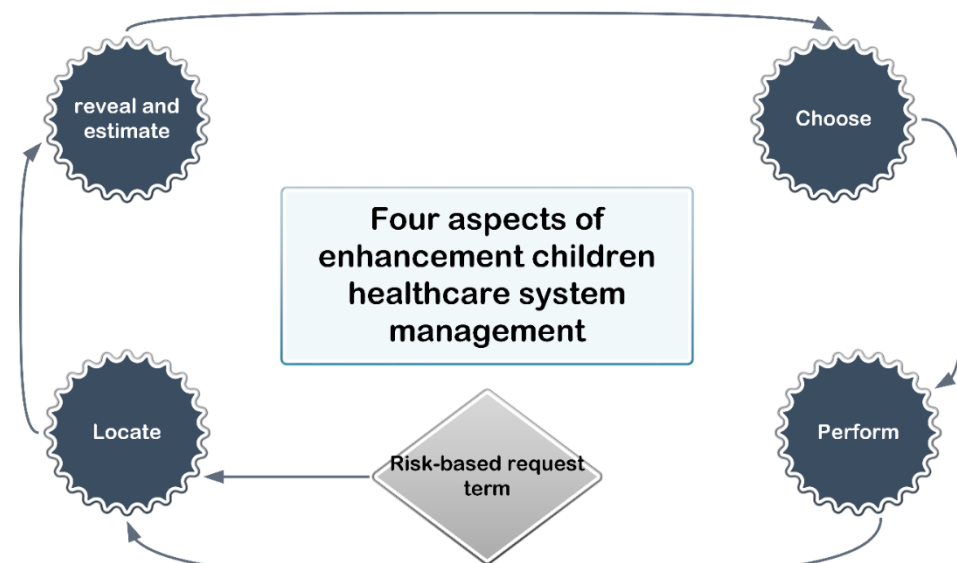 reveal and
estimate
Choose
Four aspects of
enhancement children
healthcare system
management
Locate
Risk-based request
term
Perform